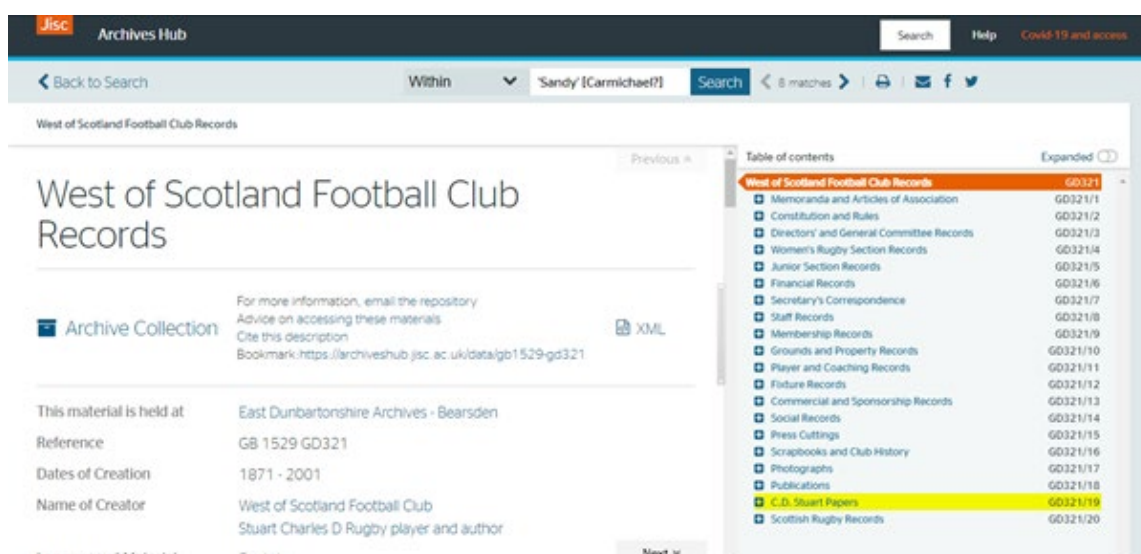 Jisc
Archives Hub
Search
Help
Covid-19 and access
Back to Search
Within
'Sandy' [Carmichael?]
Search
8 matches
West of Scotland Football Club Records
Previous
West of Scotland Football Club
Records
Archive Collection
For more information, email the repository
Advice on accessing these materials
Cite this description
Bookmark:https://archiveshub.jisc.ac.uk/data/gb1529-gd321
XML
This material is held at East Dunbartonshire Archives - Bearsden
Reference GB 1529 GD321
Dates of Creation 1871 - 2001
Name of Creator West of Scotland Football Club
Stuart Charles D Rugby player and author
Next
Table of contents
Expanded
West of Scotland Football Club Records GD321
Memoranda and Articles of Association GD321/1
Constitution and Rules GD321/2
Directors' and General Committee Records GD321/3
Women's Rugby Section Records GD321/4
Junior Section Records GD321/5
Financial Records GD321/6
Secretary's Correspondence GD321/7
Staff Records GD321/8
Membership Records GD321/9
Grounds and Property Records GD321/10
Player and Coaching Records GD321/11
Fixture Records GD321/12
Commercial and Sponsorship Records GD321/13
Social Records GD321/14
Press Cuttings GD321/15
Scrapbooks and Club History GD321/16
Photographs GD321/17
Publications GD321/18
C.D. Stuart Papers GD321/19
Scottish Rugby Records GD321/20